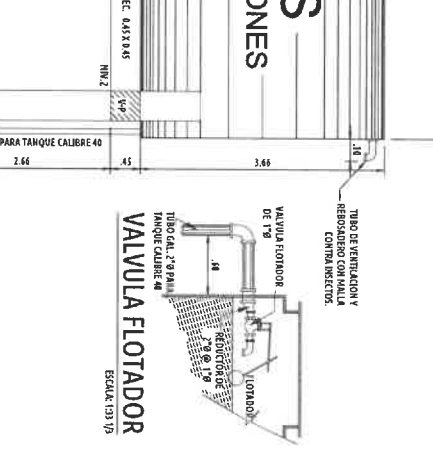 S
ONES
EC. 0.45 X 0.45
NIV.2
V-P
PARA TANQUE CALIBRE 40
2.66
.45
3.66
.10
TUBO DE VENTILACION Y
REBOSADERO CON MALLA
CONTRA INSECTOS.
VALVULA FLOTADOR
DE 1"Ø
.60
TUBO GAL. 2"Ø PARA
TANQUE CALIBRE 40
REDUCTOR DE
2"Ø @ 1"Ø
FLOTADOR
VALVULA FLOTADOR
ESCALA: 1:33 1/3